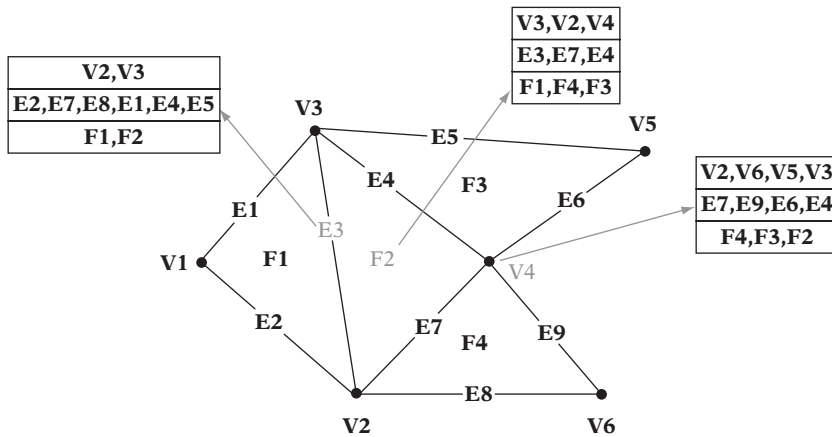 V3,V2,V4
E3,E7,E4
F1,F4,F3
V2,V3
E2,E7,E8,E1,E4,E5
F1,F2
V3
E5
V5
V2,V6,V5,V3
E7,E9,E6,E4
F4,F3,F2
E4
F3
E6
E1
E3
V1
F1
F2
V4
E2
E7
F4
E9
E8
V2
V6